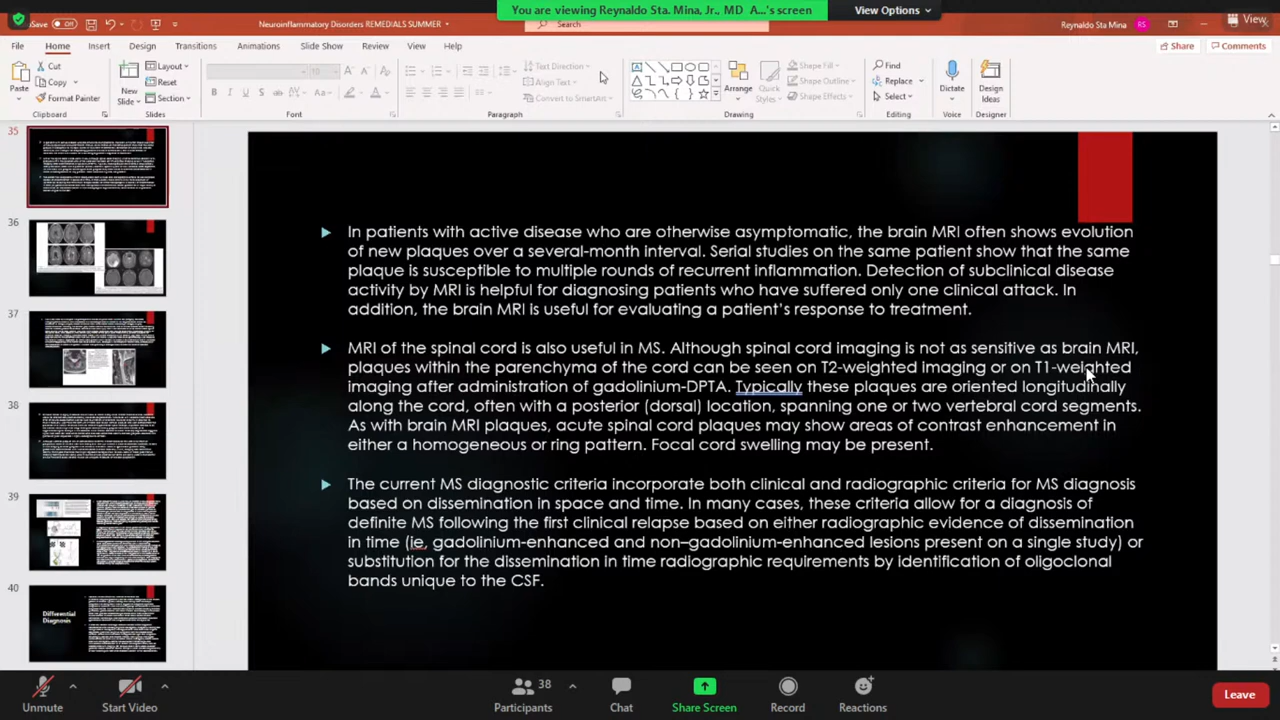 You are viewing Reynaldo Sta. Mina, Jr., MD A...'s screen
View Options
View
Save
Off
Neuroinflammatory Disorders REMEDIALS SUMMER
Search
Reynaldo Sta Mina
RS
File
Home
Insert
Design
Transitions
Animations
Slide Show
Review
View
Help
Share
Comments
Paste
Cut
Copy
Format Painter
Clipboard
New
Slide
Layout
Reset
Section
Slides
Font
Text Direction
Align Text
Convert to SmartArt
Paragraph
Arrange
Quick
Styles
Shape Fill
Shape Outline
Shape Effects
Drawing
Find
Replace
Select
Editing
Dictate
Voice
Design
Ideas
Designer
35
36
37
38
39
40
Differential
Diagnosis
In patients with active disease who are otherwise asymptomatic, the brain MRI often shows evolution
of new plaques over a several-month interval. Serial studies on the same patient show that the same
plaque is susceptible to multiple rounds of recurrent inflammation. Detection of subclinical disease
activity by MRI is helpful for diagnosing patients who have suffered only one clinical attack. In
addition, the brain MRI is useful for evaluating a patient's response to treatment.
MRI of the spinal cord is also useful in MS. Although spinal cord imaging is not as sensitive as brain MRI,
plaques within the parenchyma of the cord can be seen on T2-weighted imaging or on T1-weighted
imaging after administration of gadolinium-DPTA. Typically these plaques are oriented longitudinally
along the cord, often with posterior (dorsal) location, spanning one or two vertebral cord segments.
As with brain MRI plaques, acute spinal cord plaques show areas of contrast enhancement in
either a homogenous or ring pattern. Focal cord swelling may be present.
The current MS diagnostic criteria incorporate both clinical and radiographic criteria for MS diagnosis
based on dissemination in space and time. In many cases, the criteria allow for a diagnosis of
definite MS following the first clinical relapse based on either radiographic evidence of dissemination
in time (ie, gadolinium-enhanced and non–gadolinium-enhanced lesions present on a single study) or
substitution for the dissemination in time radiographic requirements by identification of oligoclonal
bands unique to the CSF.
Unmute
Start Video
38
Participants
Chat
Share Screen
Record
Reactions
Leave